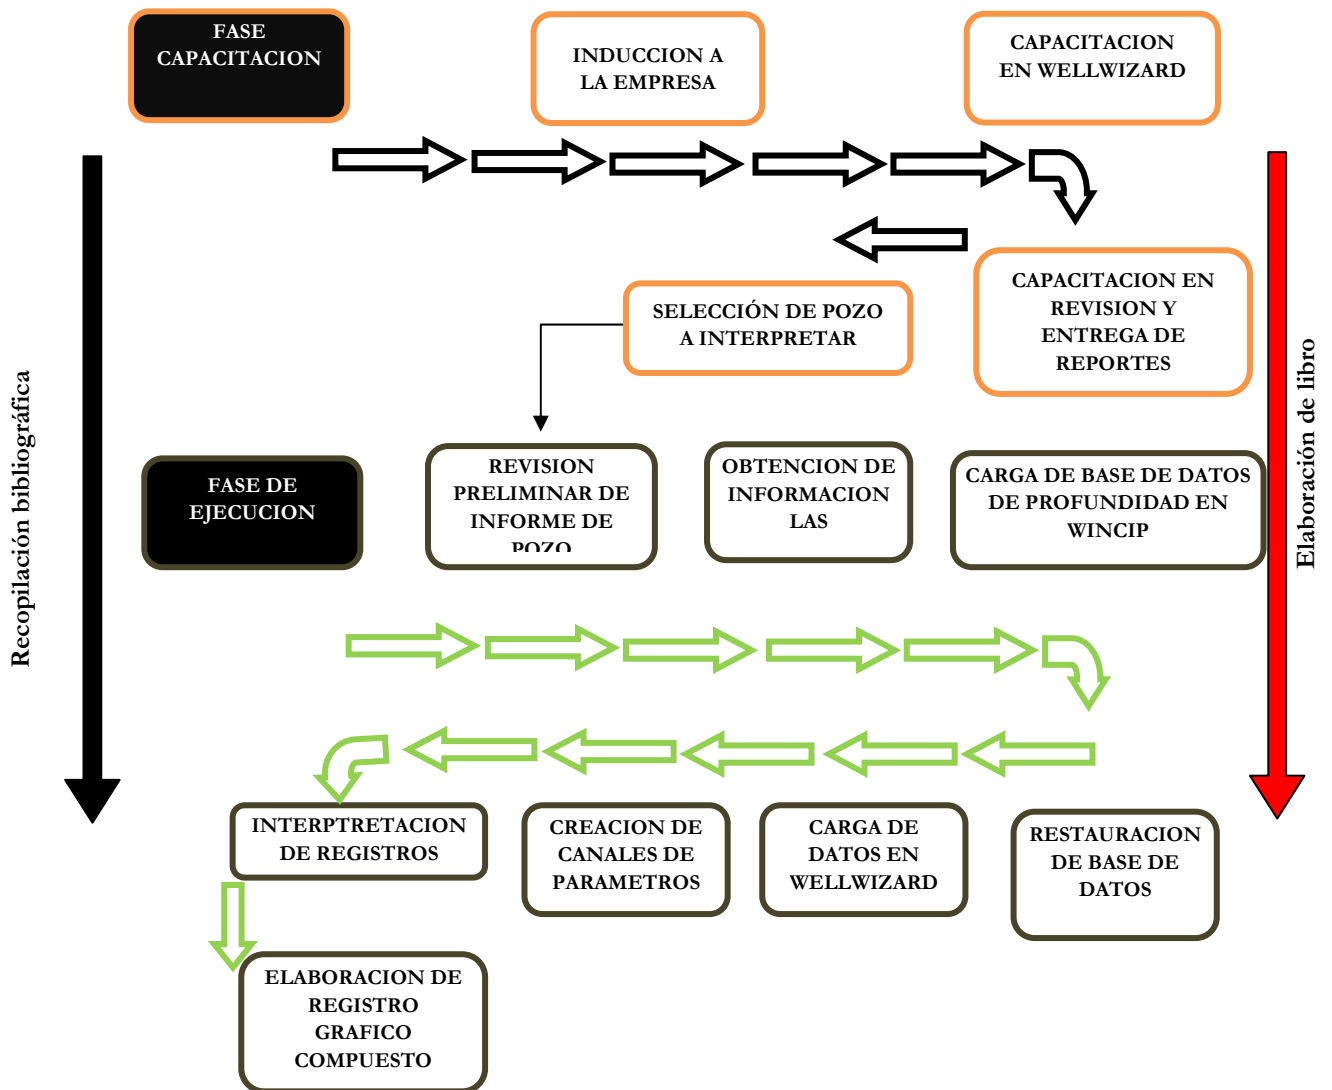 FASE
CAPACITACION
INDUCCION A
LA EMPRESA
CAPACITACION
EN WELLWIZARD
CAPACITACION EN
REVISION Y
ENTREGA DE
REPORTES
SELECCIÓN DE POZO
A INTERPRETAR
Recopilación bibliográfica
Elaboración de libro
FASE DE
EJECUCION
REVISION
PRELIMINAR DE
INFORME DE
POZO
OBTENCION DE
INFORMACION
LAS
CARGA DE BASE DE DATOS
DE PROFUNDIDAD EN
WINCIP
INTERPTRETACION
DE REGISTROS
CREACION DE
CANALES DE
PARAMETROS
CARGA DE
DATOS EN
WELLWIZARD
RESTAURACION
DE BASE DE
DATOS
ELABORACION DE
REGISTRO
GRAFICO
COMPUESTO